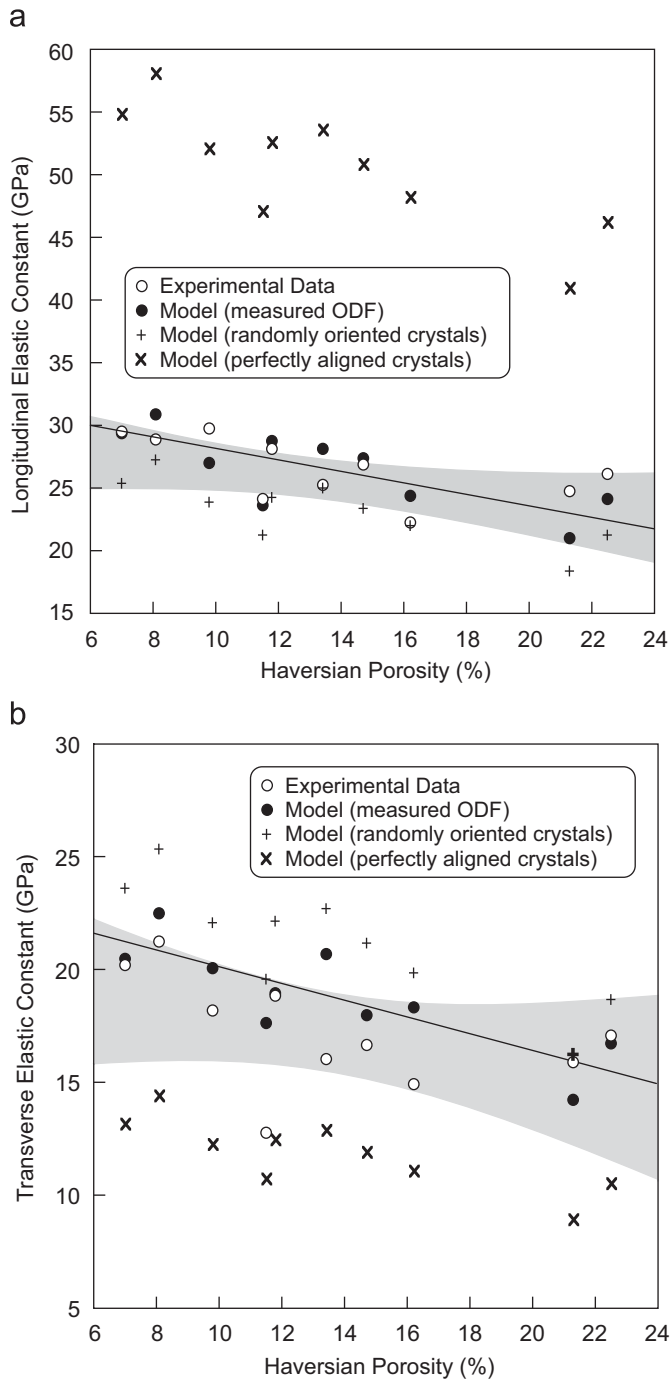 a
60
55
50
45
40
35
30
25
20
15
Longitudinal Elastic Constant (GPa)
Experimental Data
Model (measured ODF)
Model (randomly oriented crystals)
Model (perfectly aligned crystals)
6 8 10 12 14 16 18 20 22 24
Haversian Porosity (%)
b
30
25
20
15
10
5
Transverse Elastic Constant (GPa)
Experimental Data
Model (measured ODF)
Model (randomly oriented crystals)
Model (perfectly aligned crystals)
6 8 10 12 14 16 18 20 22 24
Haversian Porosity (%)